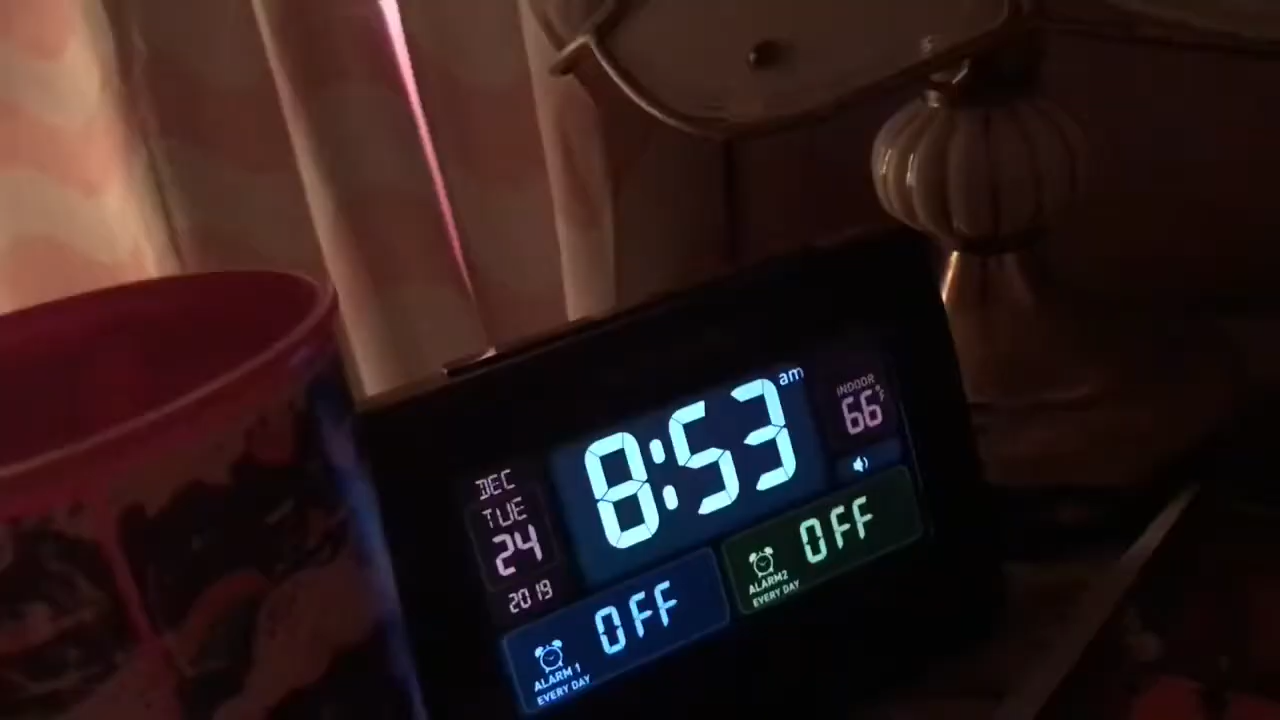 DEC
TUE
24
2019
8:53 am
INDOOR
66°F
ALARM 1
EVERY DAY
OFF
ALARM2
EVERY DAY
OFF